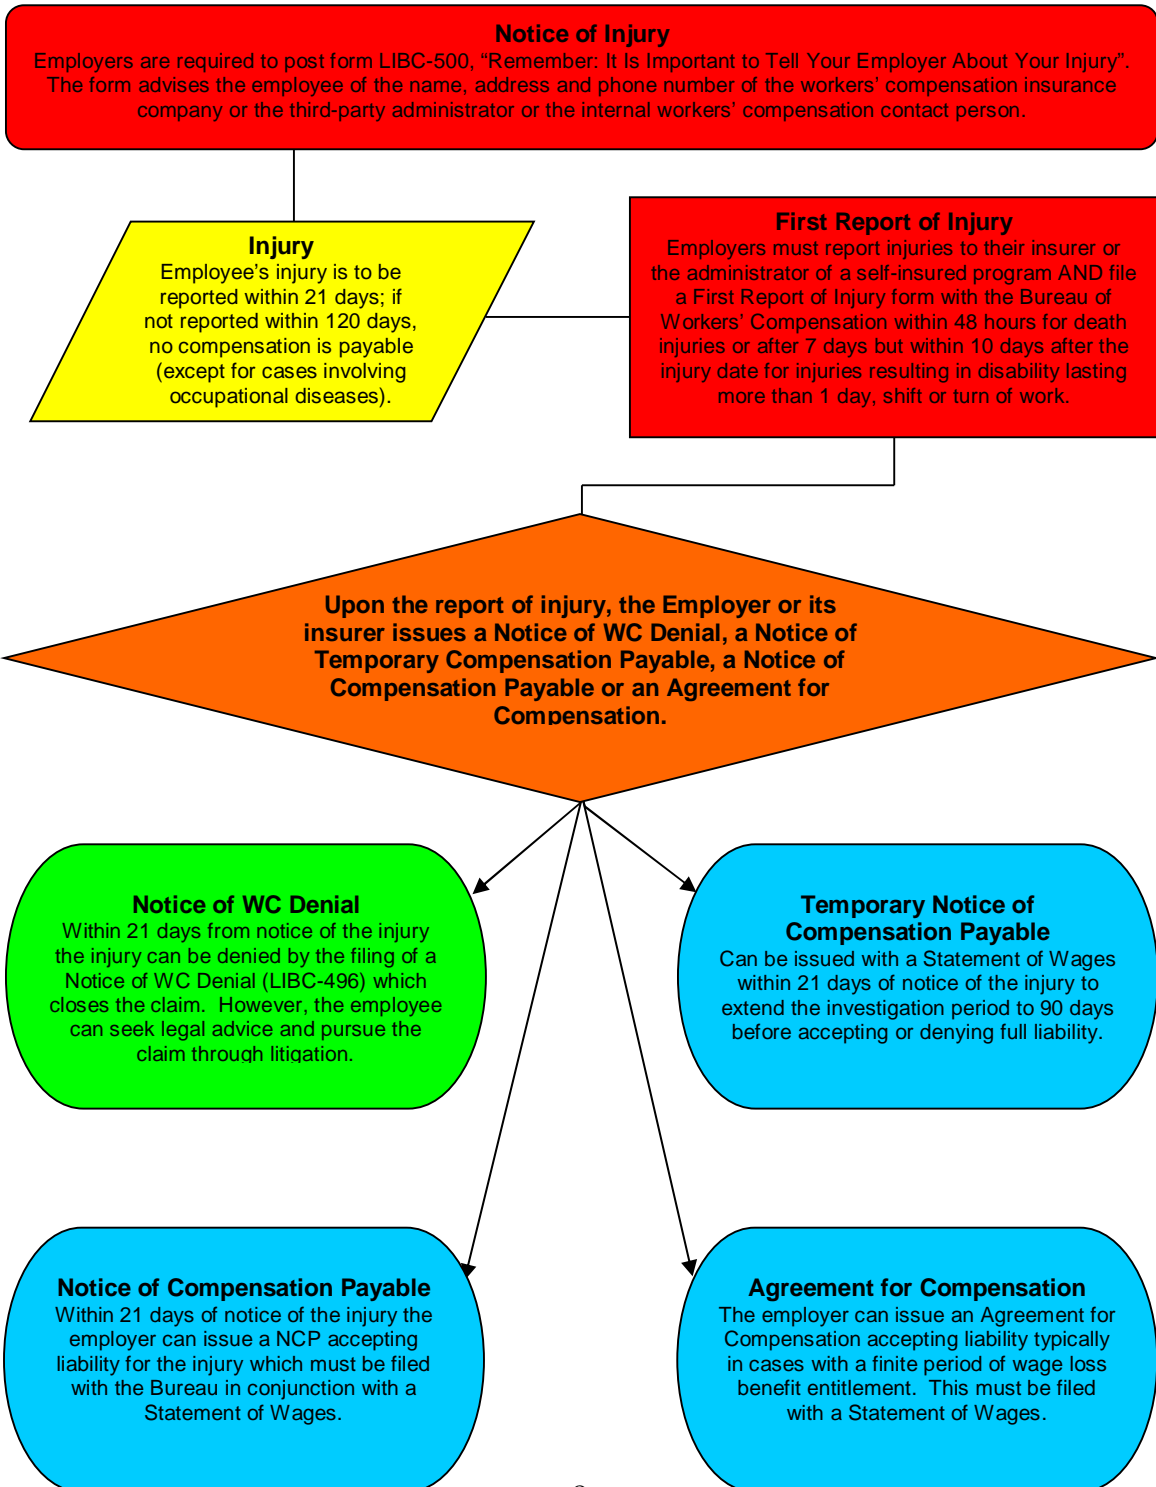 Notice of Injury
Employers are required to post form LIBC-500, “Remember: It Is Important to Tell Your Employer About Your Injury”.
The form advises the employee of the name, address and phone number of the workers’ compensation insurance
company or the third-party administrator or the internal workers’ compensation contact person.
Injury
Employee’s injury is to be
reported within 21 days; if
not reported within 120 days,
no compensation is payable
(except for cases involving
occupational diseases).
First Report of Injury
Employers must report injuries to their insurer or
the administrator of a self-insured program AND file
a First Report of Injury form with the Bureau of
Workers’ Compensation within 48 hours for death
injuries or after 7 days but within 10 days after the
injury date for injuries resulting in disability lasting
more than 1 day, shift or turn of work.
Upon the report of injury, the Employer or its
insurer issues a Notice of WC Denial, a Notice of
Temporary Compensation Payable, a Notice of
Compensation Payable or an Agreement for
Compensation.
Notice of WC Denial
Within 21 days from notice of the injury
the injury can be denied by the filing of a
Notice of WC Denial (LIBC-496) which
closes the claim.  However, the employee
can seek legal advice and pursue the
claim through litigation.
Temporary Notice of
Compensation Payable
Can be issued with a Statement of Wages
within 21 days of notice of the injury to
extend the investigation period to 90 days
before accepting or denying full liability.
Notice of Compensation Payable
Within 21 days of notice of the injury the
employer can issue a NCP accepting
liability for the injury which must be filed
with the Bureau in conjunction with a
Statement of Wages.
Agreement for Compensation
The employer can issue an Agreement for
Compensation accepting liability typically
in cases with a finite period of wage loss
benefit entitlement.  This must be filed
with a Statement of Wages.